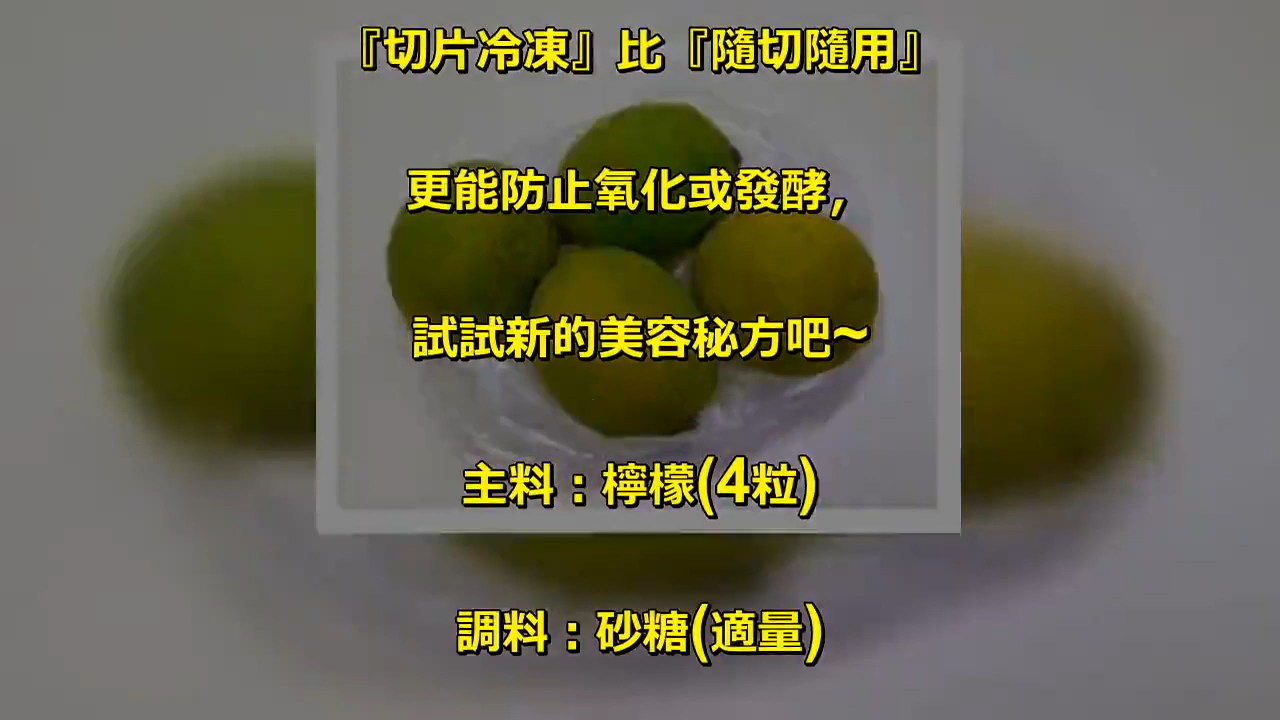 『切片冷凍』比『隨切隨用』
更能防止氧化或發酵,
試試新的美容秘方吧~
主料：檸檬(4粒)
調料：砂糖(適量)